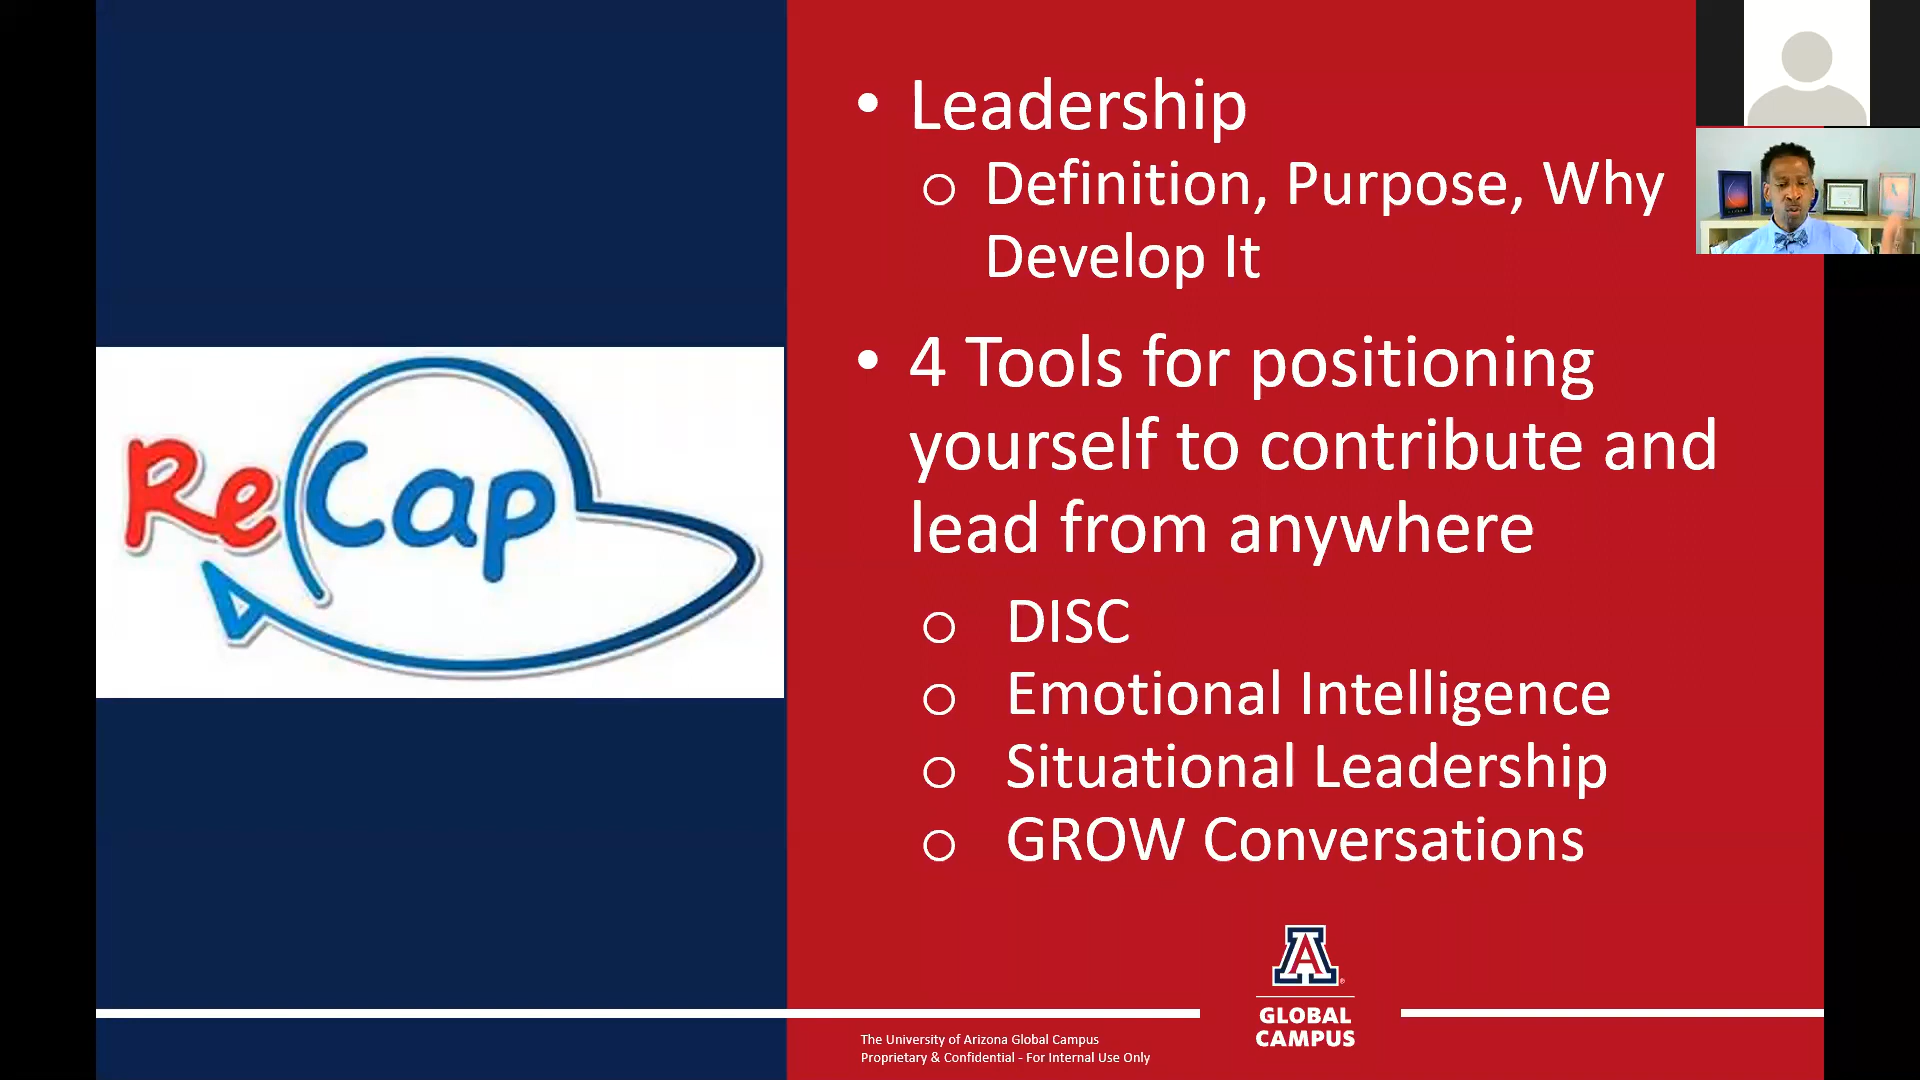 ReCap
• Leadership
o Definition, Purpose, Why
Develop It
• 4 Tools for positioning
yourself to contribute and
lead from anywhere
o DISC
o Emotional Intelligence
o Situational Leadership
o GROW Conversations
A
GLOBAL
CAMPUS
The University of Arizona Global Campus
Proprietary & Confidential - For Internal Use Only